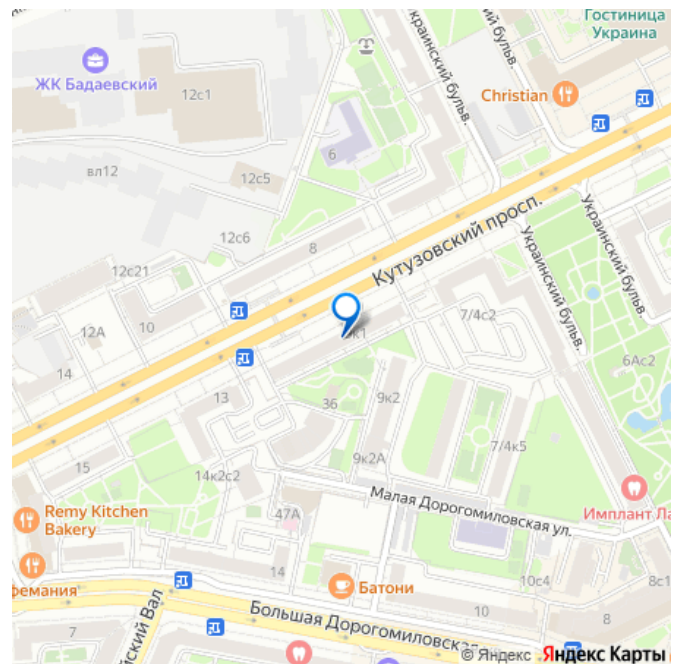 Гостиница
Украина
ЖК Бадаевский
12с1
Christian
Украинский бульв.
6
вл12
12с5
12с6
8
Кутузовский просп.
Украинский бульв.
Украинский бульв.
12с21
12А
10
14
7/4с2
6Ас2
13
36
9к2
7/4к5
9к2А
15
14к2с2
47А
Малая Дорогомиловская ул.
Имплант Ла
Remy Kitchen
Bakery
14
Батони
10с4
8с1
фемания
7
10
8
Большая Дорогомиловская
© Яндекс Яндекс Карты